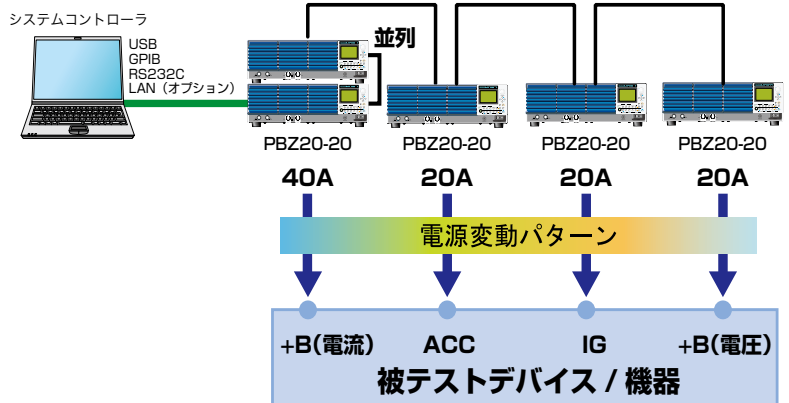 システムコントローラ
USB
GPIB
RS232C
LAN（オプション）
並列
PBZ20-20
PBZ20-20
PBZ20-20
PBZ20-20
40A
20A
20A
20A
電源変動パターン
+B(電流)
ACC
IG
+B(電圧)
被テストデバイス / 機器